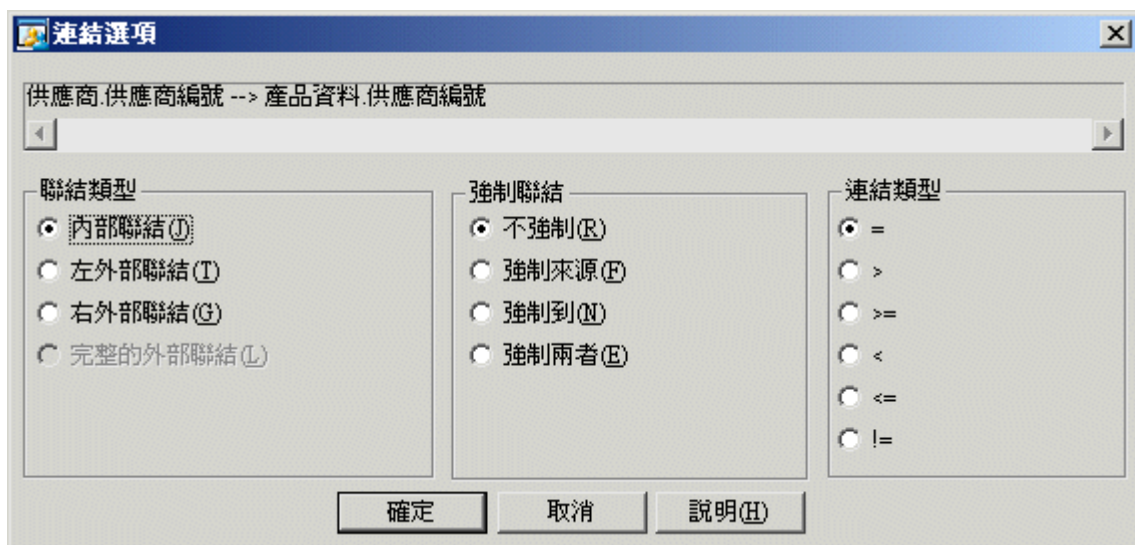 連結選項
供應商.供應商編號 --> 產品資料.供應商編號
聯結類型
內部聯結(J)
左外部聯結(T)
右外部聯結(G)
完整的外部聯結(L)
強制聯結
不強制(R)
強制來源(F)
強制到(N)
強制兩者(E)
連結類型
=
>
>=
<
<=
!=
確定
取消
說明(H)